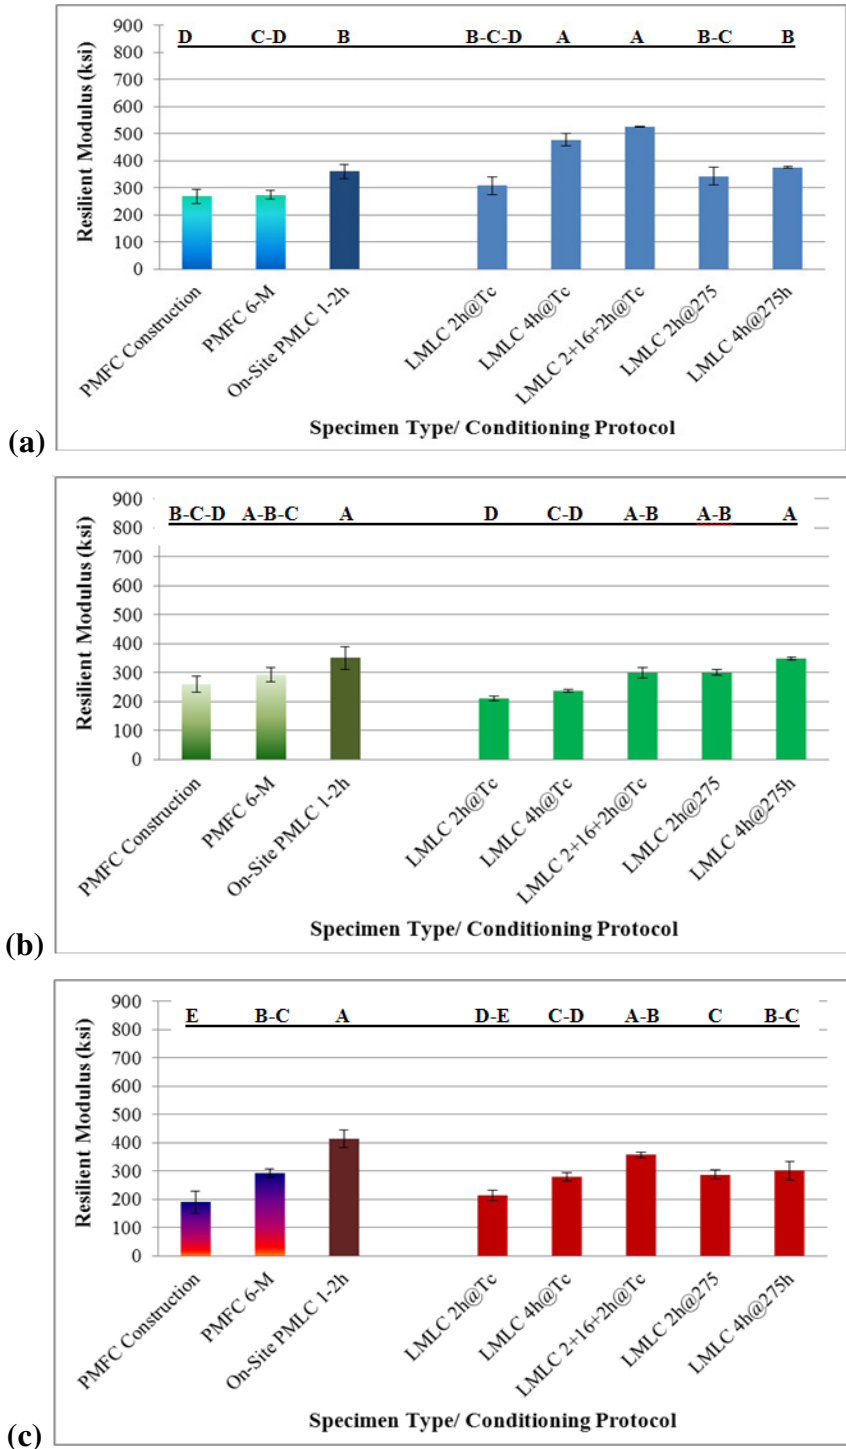 900
800
700
600
500
400
300
200
100
0
Resilient Modulus (ksi)
D C-D B B-C-D A A B-C B
PMFC Construction
PMFC 6-M
On-Site PMLC 1-2h
LMLC 2h@Tc
LMLC 4h@Tc
LMLC 2+16+2h@Tc
LMLC 2h@275
LMLC 4h@275h
Specimen Type/ Conditioning Protocol
(a)
900
800
700
600
500
400
300
200
100
0
Resilient Modulus (ksi)
B-C-D A-B-C A D C-D A-B A-B A
PMFC Construction
PMFC 6-M
On-Site PMLC 1-2h
LMLC 2h@Tc
LMLC 4h@Tc
LMLC 2+16+2h@Tc
LMLC 2h@275
LMLC 4h@275h
Specimen Type/ Conditioning Protocol
(b)
900
800
700
600
500
400
300
200
100
0
Resilient Modulus (ksi)
E B-C A D-E C-D A-B C B-C
PMFC Construction
PMFC 6-M
On-Site PMLC 1-2h
LMLC 2h@Tc
LMLC 4h@Tc
LMLC 2+16+2h@Tc
LMLC 2h@275
LMLC 4h@275h
Specimen Type/ Conditioning Protocol
(c)